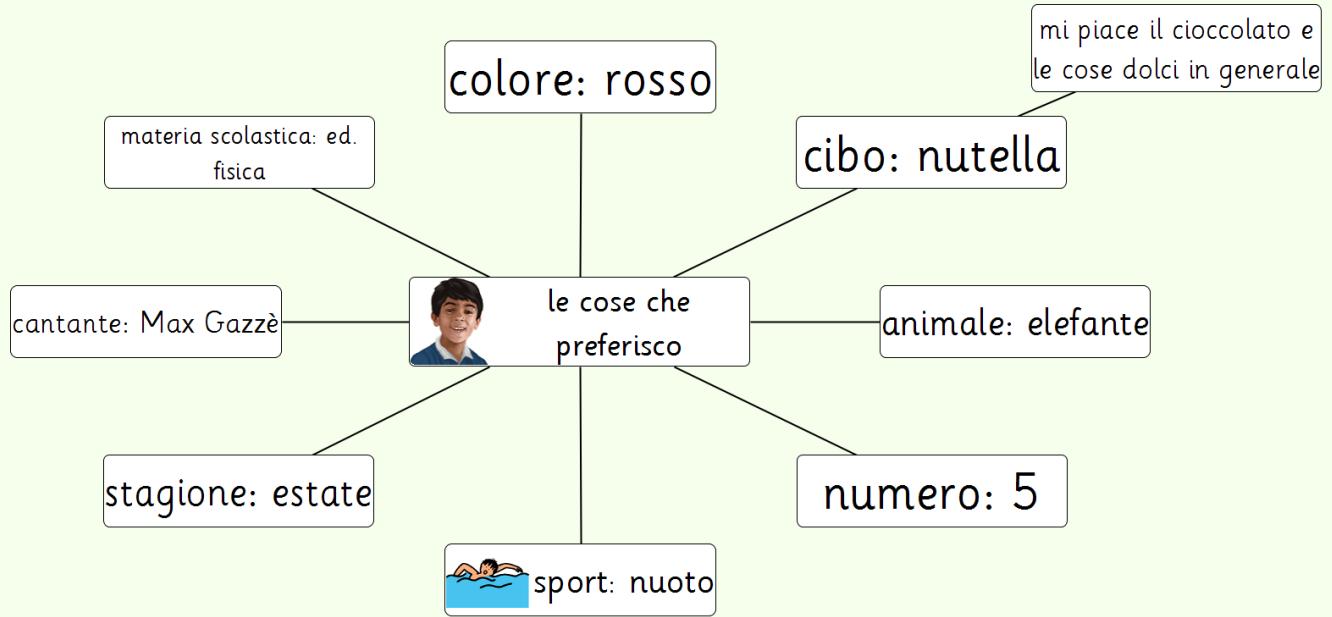 mi piace il cioccolato e
le cose dolci in generale
colore: rosso
materia scolastica: ed.
fisica
cibo: nutella
le cose che
preferisco
cantante: Max Gazzè
animale: elefante
stagione: estate
numero: 5
sport: nuoto